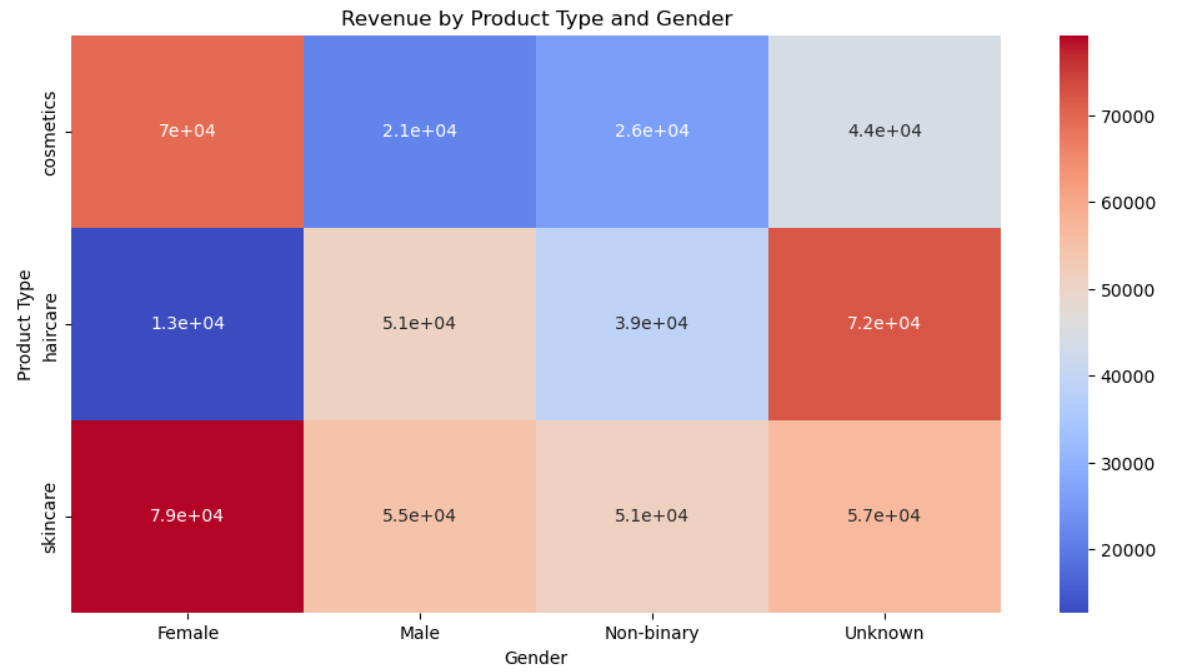 Revenue by Product Type and Gender
cosmetics
7e+04 2.1e+04 2.6e+04 4.4e+04
haircare
1.3e+04 5.1e+04 3.9e+04 7.2e+04
skincare
7.9e+04 5.5e+04 5.1e+04 5.7e+04
Product Type
Female Male Non-binary Unknown
Gender
70000
60000
50000
40000
30000
20000